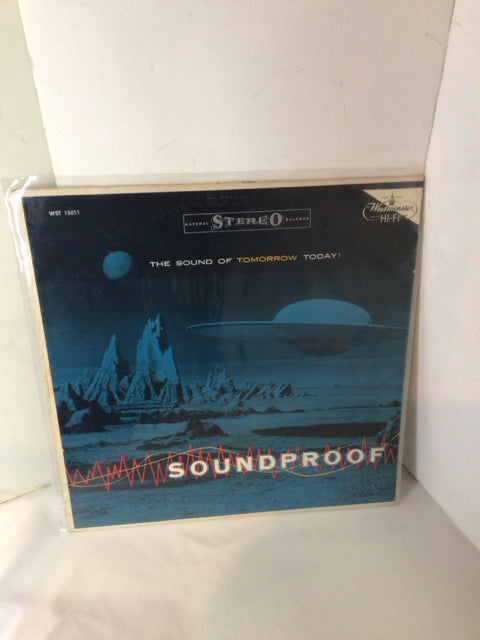 WST 15011
NATURAL STEREO BALANCE
Westminster
HI-FI
THE SOUND OF TOMORROW TODAY!
SOUNDPROOF